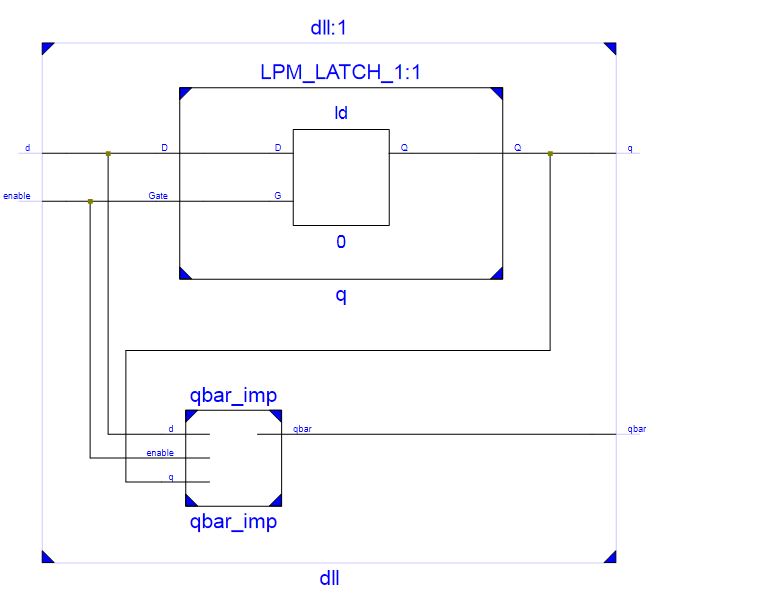 dll:1
LPM_LATCH_1:1
ld
d D D Q Q q
enable Gate G
0
q
qbar_imp
d qbar qbar
enable
q
qbar_imp
dll